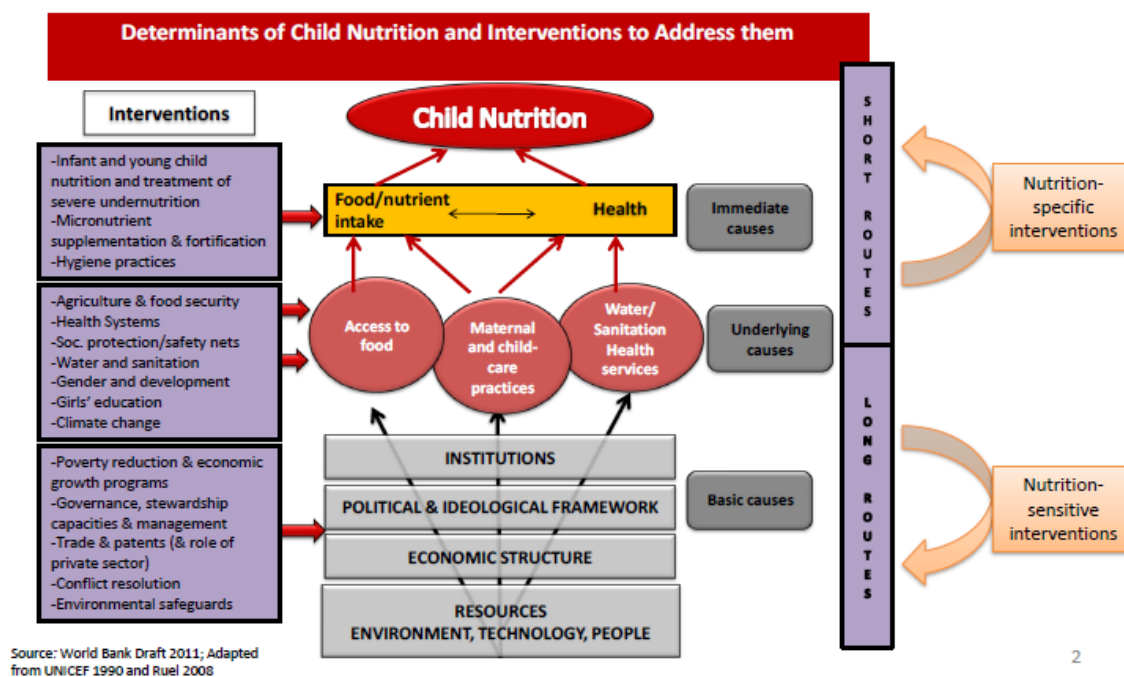 Determinants of Child Nutrition and Interventions to Address them
Interventions
Child Nutrition
-Infant and young child
nutrition and treatment of
severe undernutrition
-Micronutrient
supplementation & fortification
-Hygiene practices
Food/nutrient
intake
Health
Immediate
causes
-Agriculture & food security
-Health Systems
-Soc. protection/safety nets
-Water and sanitation
-Gender and development
-Girls' education
-Climate change
Access to
food
Maternal
and child-
care
practices
Water/
Sanitation
Health
services
Underlying
causes
-Poverty reduction & economic
growth programs
-Governance, stewardship
capacities & management
-Trade & patents (& role of
private sector)
-Conflict resolution
-Environmental safeguards
INSTITUTIONS
POLITICAL & IDEOLOGICAL FRAMEWORK
ECONOMIC STRUCTURE
RESOURCES
ENVIRONMENT, TECHNOLOGY, PEOPLE
Basic causes
SHORT ROUTES
LONG ROUTES
Nutrition-
specific
interventions
Nutrition-
sensitive
interventions
Source: World Bank Draft 2011; Adapted
from UNICEF 1990 and Ruel 2008
2